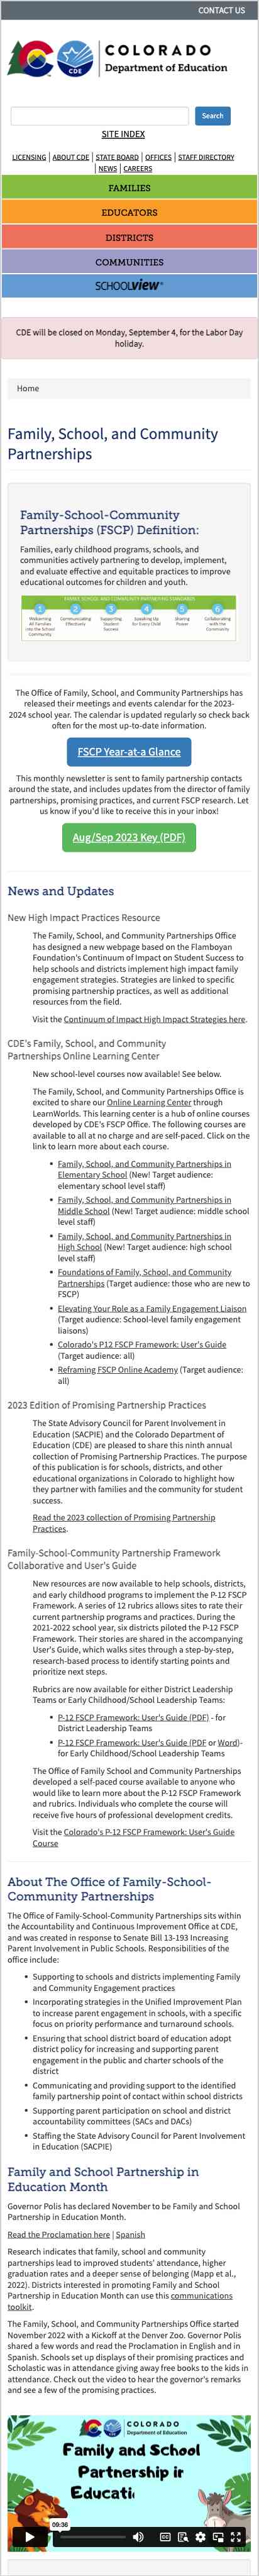 CONTACT US
COLORADO
Department of Education
CDE
Search
SITE INDEX
LICENSING | ABOUT CDE | STATE BOARD | OFFICES | STAFF DIRECTORY
| NEWS | CAREERS
FAMILIES
EDUCATORS
DISTRICTS
COMMUNITIES
SCHOOLVIEW®
CDE will be closed on Monday, September 4, for the Labor Day
holiday.
Home
Family, School, and Community
Partnerships
Family-School-Community
Partnerships (FSCP) Definition:
Families, early childhood programs, schools, and
communities actively partnering to develop, implement,
and evaluate effective and equitable practices to improve
educational outcomes for children and youth.
FAMILY, SCHOOL AND COMMUNITY PARTNERSHIP STANDARDS
1 2 3 4 5 6
Welcoming Communicating Supporting Speaking Up Sharing Collaborating
All Families Effectively Student for Every Child Power with the
into the School Success Community
Community
The Office of Family, School, and Community Partnerships has
released their meetings and events calendar for the 2023-
2024 school year. The calendar is updated regularly so check back
often for the most up-to-date information.
FSCP Year-at-a Glance
This monthly newsletter is sent to family partnership contacts
around the state, and includes updates from the director of family
partnerships, promising practices, and current FSCP research. Let
us know if you'd like to receive this in your inbox!
Aug/Sep 2023 Key (PDF)
News and Updates
New High Impact Practices Resource
The Family, School, and Community Partnerships Office
has designed a new webpage based on the Flamboyan
Foundation's Continuum of Impact on Student Success to
help schools and districts implement high impact family
engagement strategies. Strategies are linked to specific
promising partnership practices, as well as additional
resources from the field.
Visit the Continuum of Impact High Impact Strategies here.
CDE's Family, School, and Community
Partnerships Online Learning Center
New school-level courses now available! See below.
The Family, School, and Community Partnerships Office is
excited to share our Online Learning Center through
LearnWorlds. This learning center is a hub of online courses
developed by CDE's FSCP Office. The following courses are
available to all at no charge and are self-paced. Click on the
link to learn more about each course.
• Family, School, and Community Partnerships in
Elementary School (New! Target audience:
elementary school level staff)
• Family, School, and Community Partnerships in
Middle School (New! Target audience: middle school
level staff)
• Family, School, and Community Partnerships in
High School (New! Target audience: high school
level staff)
• Foundations of Family, School, and Community
Partnerships (Target audience: those who are new to
FSCP)
• Elevating Your Role as a Family Engagement Liaison
(Target audience: School-level family engagement
liaisons)
• Colorado's P12 FSCP Framework: User's Guide
(Target audience: all)
• Reframing FSCP Online Academy (Target audience:
all)
2023 Edition of Promising Partnership Practices
The State Advisory Council for Parent Involvement in
Education (SACPIE) and the Colorado Department of
Education (CDE) are pleased to share this ninth annual
collection of Promising Partnership Practices. The purpose
of this publication is for schools, districts, and other
educational organizations in Colorado to highlight how
they partner with families and the community for student
success.
Read the 2023 collection of Promising Partnership
Practices.
Family-School-Community Partnership Framework
Collaborative and User's Guide
New resources are now available to help schools, districts,
and early childhood programs to implement the P-12 FSCP
Framework. A series of 12 rubrics allows sites to rate their
current partnership programs and practices. During the
2021-2022 school year, six districts piloted the P-12 FSCP
Framework. Their stories are shared in the accompanying
User's Guide, which walks sites through a step-by-step,
research-based process to identify starting points and
prioritize next steps.
Rubrics are now available for either District Leadership
Teams or Early Childhood/School Leadership Teams:
• P-12 FSCP Framework: User's Guide (PDF) - for
District Leadership Teams
• P-12 FSCP Framework: User's Guide (PDF or Word)-
for Early Childhood/School Leadership Teams
The Office of Family School and Community Partnerships
developed a self-paced course available to anyone who
would like to learn more about the P-12 FSCP Framework
and rubrics. Individuals who complete the course will
receive five hours of professional development credits.
Visit the Colorado's P-12 FSCP Framework: User's Guide
Course
About The Office of Family-School-
Community Partnerships
The Office of Family-School-Community Partnerships sits within
the Accountability and Continuous Improvement Office at CDE,
and was created in response to Senate Bill 13-193 Increasing
Parent Involvement in Public Schools. Responsibilities of the
office include:
• Supporting to schools and districts implementing Family
and Community Engagement practices
• Incorporating strategies in the Unified Improvement Plan
to increase parent engagement in schools, with a specific
focus on priority performance and turnaround schools.
• Ensuring that school district board of education adopt
district policy for increasing and supporting parent
engagement in the public and charter schools of the
district
• Communicating and providing support to the identified
family partnership point of contact within school districts
• Supporting parent participation on school and district
accountability committees (SACs and DACs)
• Staffing the State Advisory Council for Parent Involvement
in Education (SACPIE)
Family and School Partnership in
Education Month
Governor Polis has declared November to be Family and School
Partnership in Education Month.
Read the Proclamation here | Spanish
Research indicates that family, school and community
partnerships lead to improved students' attendance, higher
graduation rates and a deeper sense of belonging (Mapp et al.,
2022). Districts interested in promoting Family and School
Partnership in Education Month can use this communications
toolkit.
The Family, School, and Community Partnerships Office started
November 2022 with a Kickoff at the Denver Zoo. Governor Polis
shared a few words and read the Proclamation in English and in
Spanish. Schools set up displays of their promising practices and
Scholastic was in attendance giving away free books to the kids in
attendance. Check out the video to hear the governor's remarks
and see a few of the promising practices.
COLORADO
Department of Education
Family and School
Partnership ir
Educati
09:36
CC